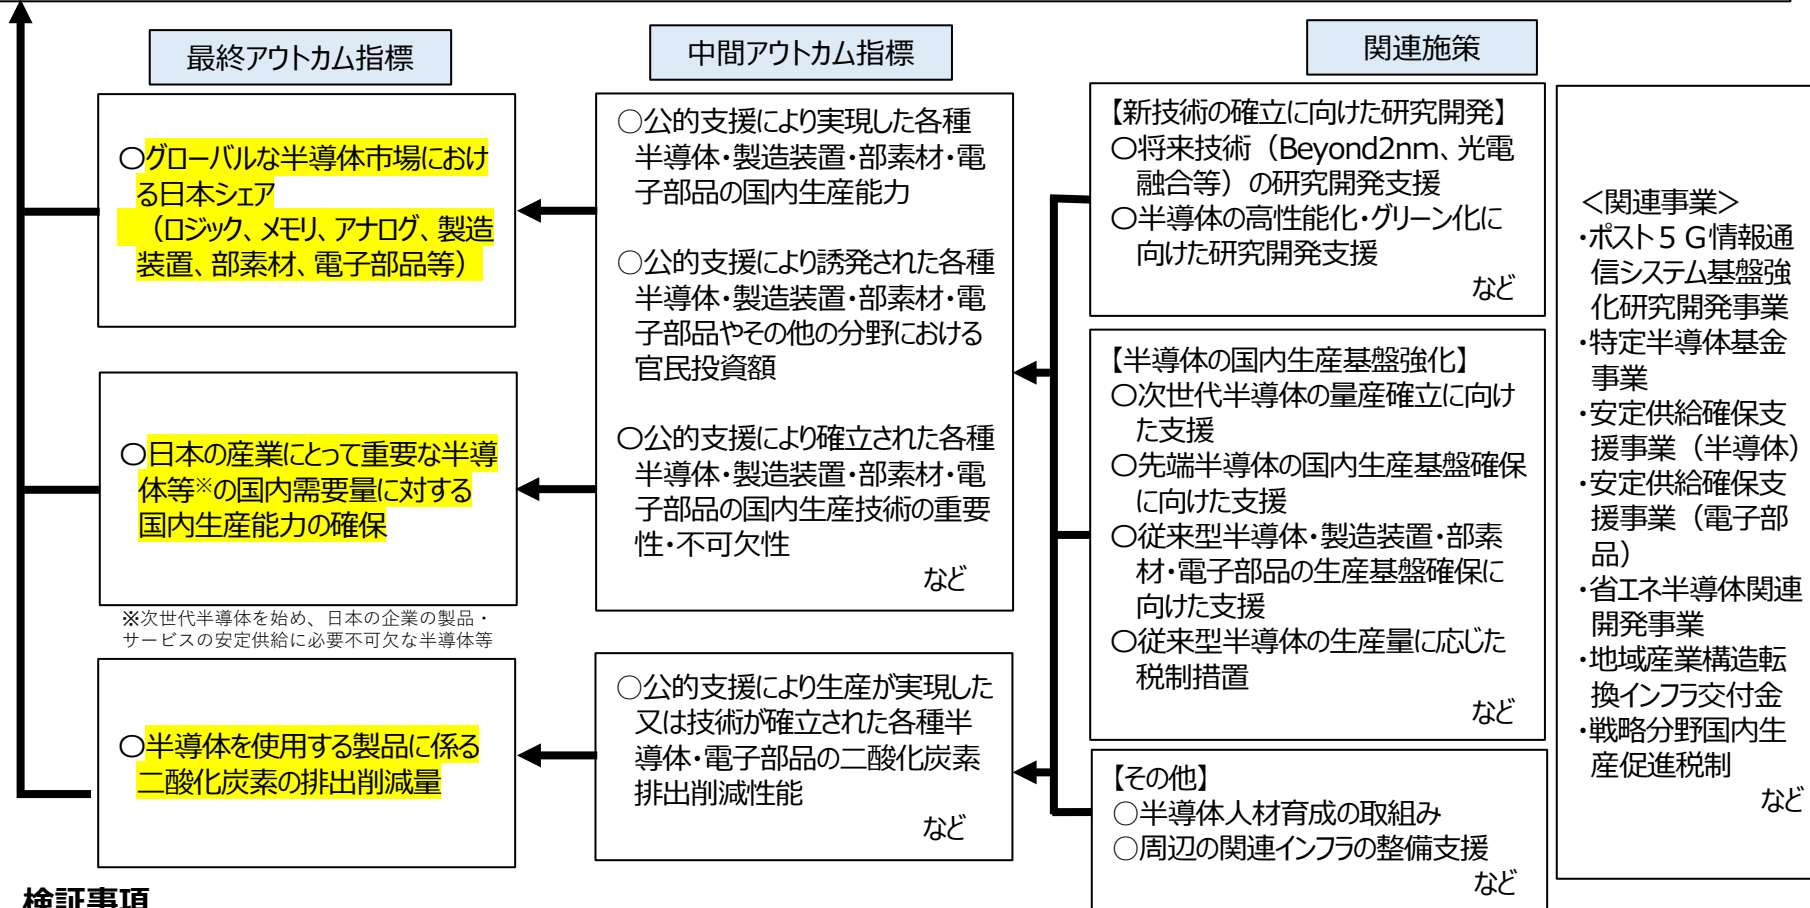 最終アウトカム指標
〇グローバルな半導体市場におけ
る日本シェア
（ロジック、メモリ、アナログ、製造
装置、部素材、電子部品等）
〇日本の産業にとって重要な半導
体等※の国内需要量に対する
国内生産能力の確保
※次世代半導体を始め、日本の企業の製品・
サービスの安定供給に必要不可欠な半導体等
〇半導体を使用する製品に係る
二酸化炭素の排出削減量
中間アウトカム指標
○公的支援により実現した各種
半導体・製造装置・部素材・電
子部品の国内生産能力
○公的支援により誘発された各種
半導体・製造装置・部素材・電
子部品やその他の分野における
官民投資額
〇公的支援により確立された各種
半導体・製造装置・部素材・電
子部品の国内生産技術の重要
性・不可欠性
など
○公的支援により生産が実現した
又は技術が確立された各種半
導体・電子部品の二酸化炭素
排出削減性能
など
関連施策
【新技術の確立に向けた研究開発】
〇将来技術（Beyond2nm、光電
融合等）の研究開発支援
〇半導体の高性能化・グリーン化に
向けた研究開発支援
など
【半導体の国内生産基盤強化】
〇次世代半導体の量産確立に向け
た支援
〇先端半導体の国内生産基盤確保
に向けた支援
〇従来型半導体・製造装置・部素
材・電子部品の生産基盤確保に
向けた支援
〇従来型半導体の生産量に応じた
税制措置
など
【その他】
○半導体人材育成の取組み
○周辺の関連インフラの整備支援
など
＜関連事業＞
・ポスト５Ｇ情報通
信システム基盤強
化研究開発事業
・特定半導体基金
事業
・安定供給確保支
援事業（半導体）
・安定供給確保支
援事業（電子部
品）
・省エネ半導体関連
開発事業
・地域産業構造転
換インフラ交付金
・戦略分野国内生
産促進税制
など
検証事項